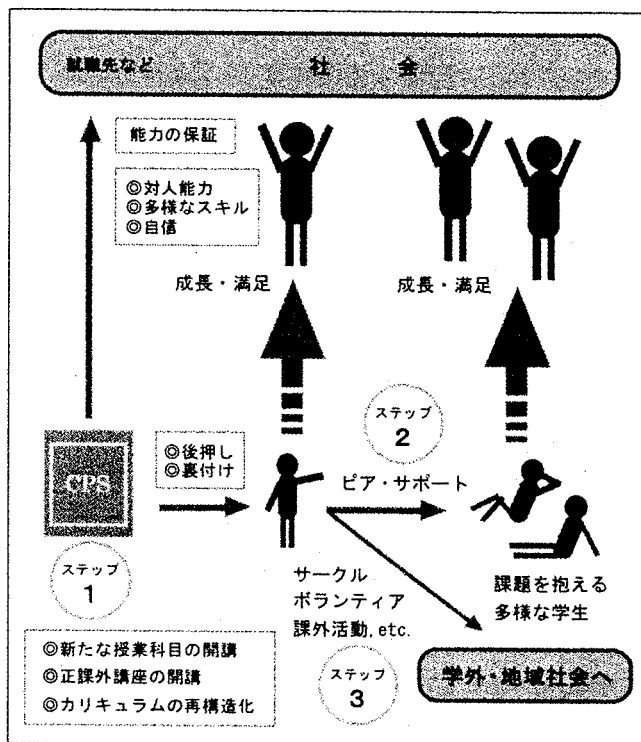 就職先など 社会
能力の保証
◎対人能力
◎多様なスキル
◎自信
成長・満足
成長・満足
ステップ
2
◎後押し
◎裏付け
CPS
ピア・サポート
ステップ
1
サークル
ボランティア
課外活動, etc.
課題を抱える
多様な学生
◎新たな授業科目の開講
◎正課外講座の開講
◎カリキュラムの再構造化
ステップ
3
学外・地域社会へ